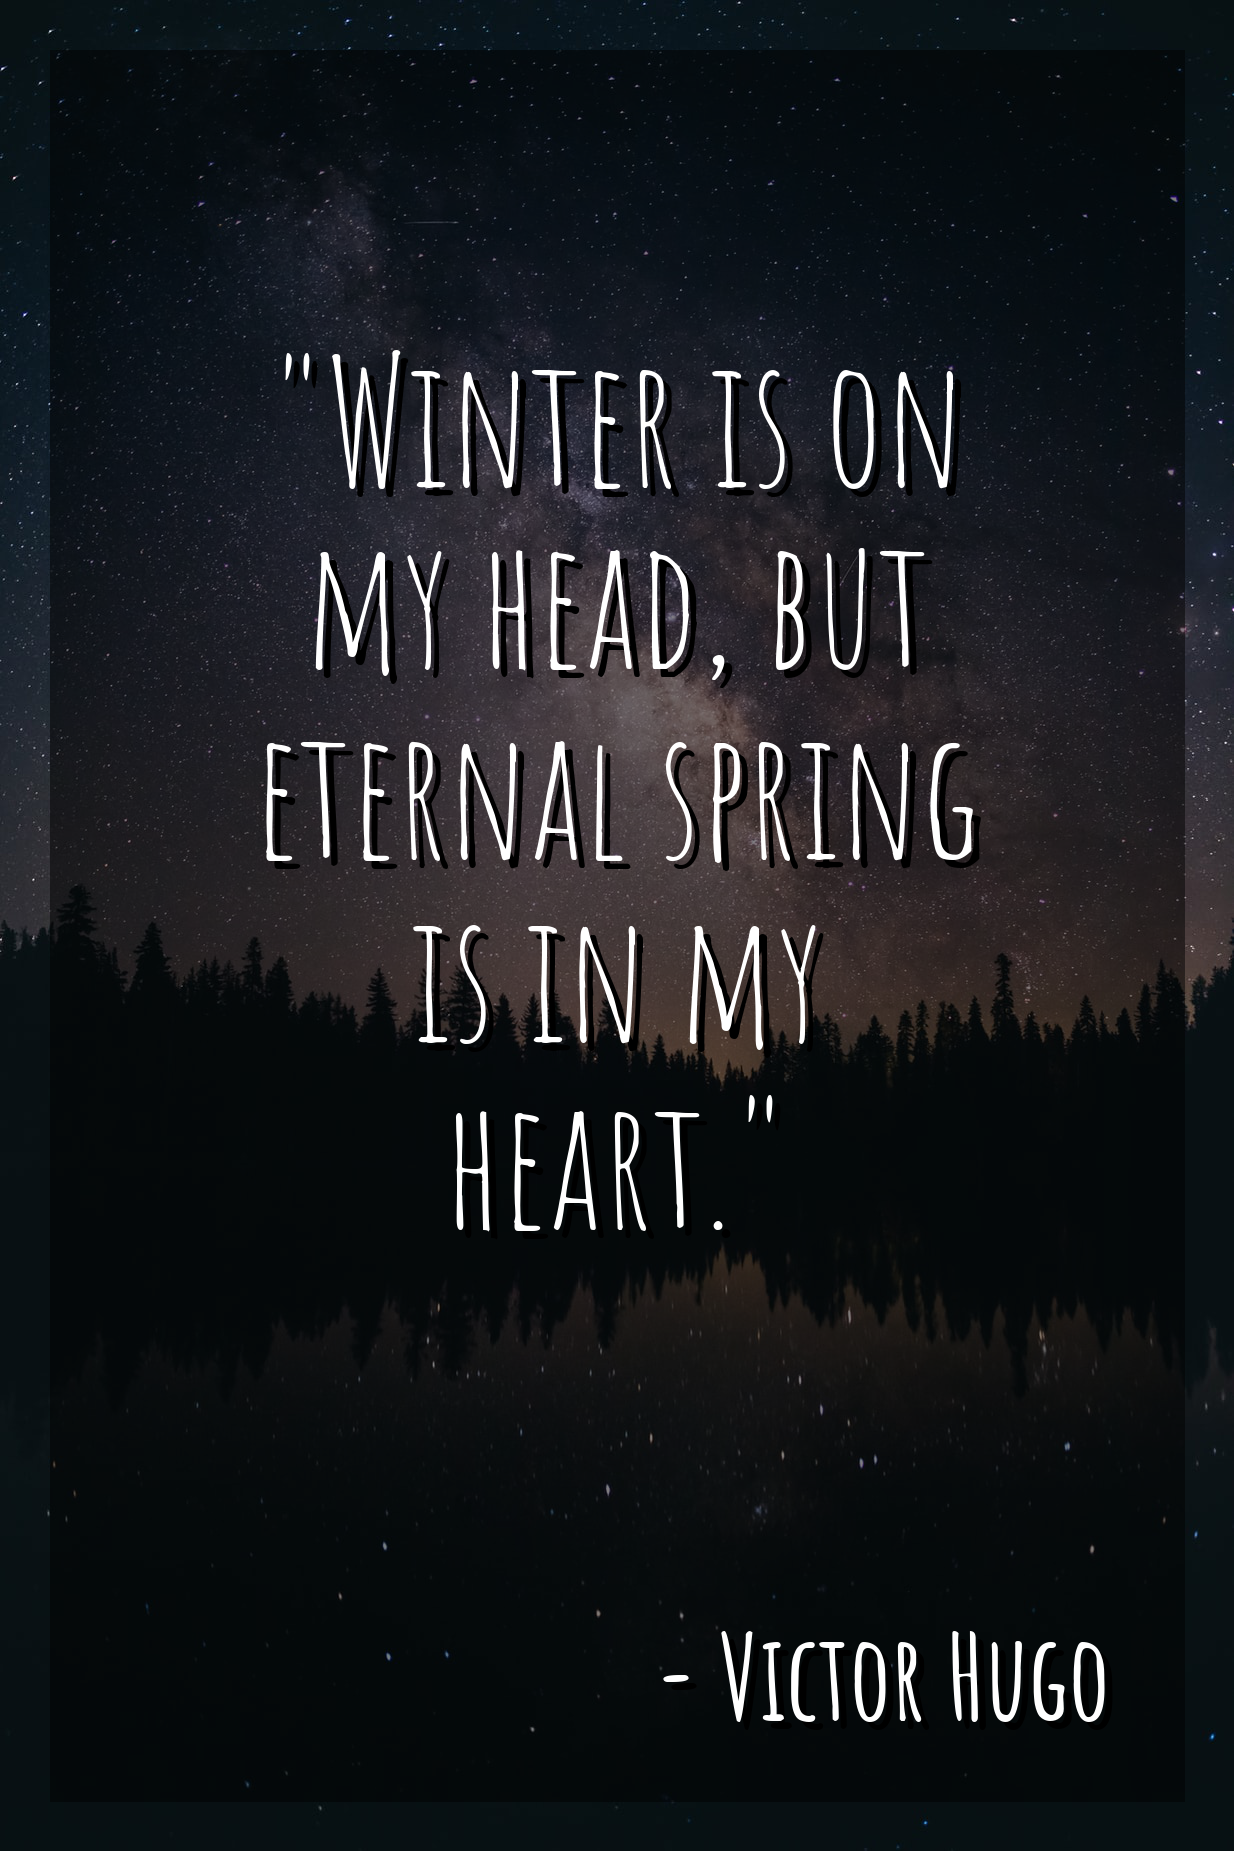 "Winter is on
my head, but
eternal spring
is in my
heart."
- Victor Hugo